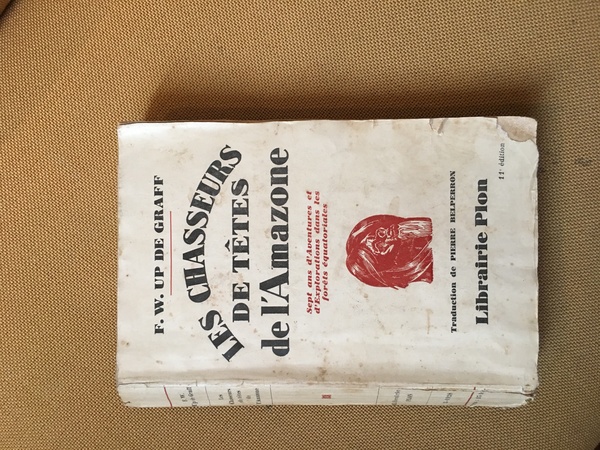 F. W. UP DE GRAFF
LES CHASSEURS
DE TÊTES
de l'Amazone
Sept ans d'Aventures et
d'Explorations dans les
forêts équatoriales
Traduction de PIERRE BELPERRON
Librairie Plon
11e édition